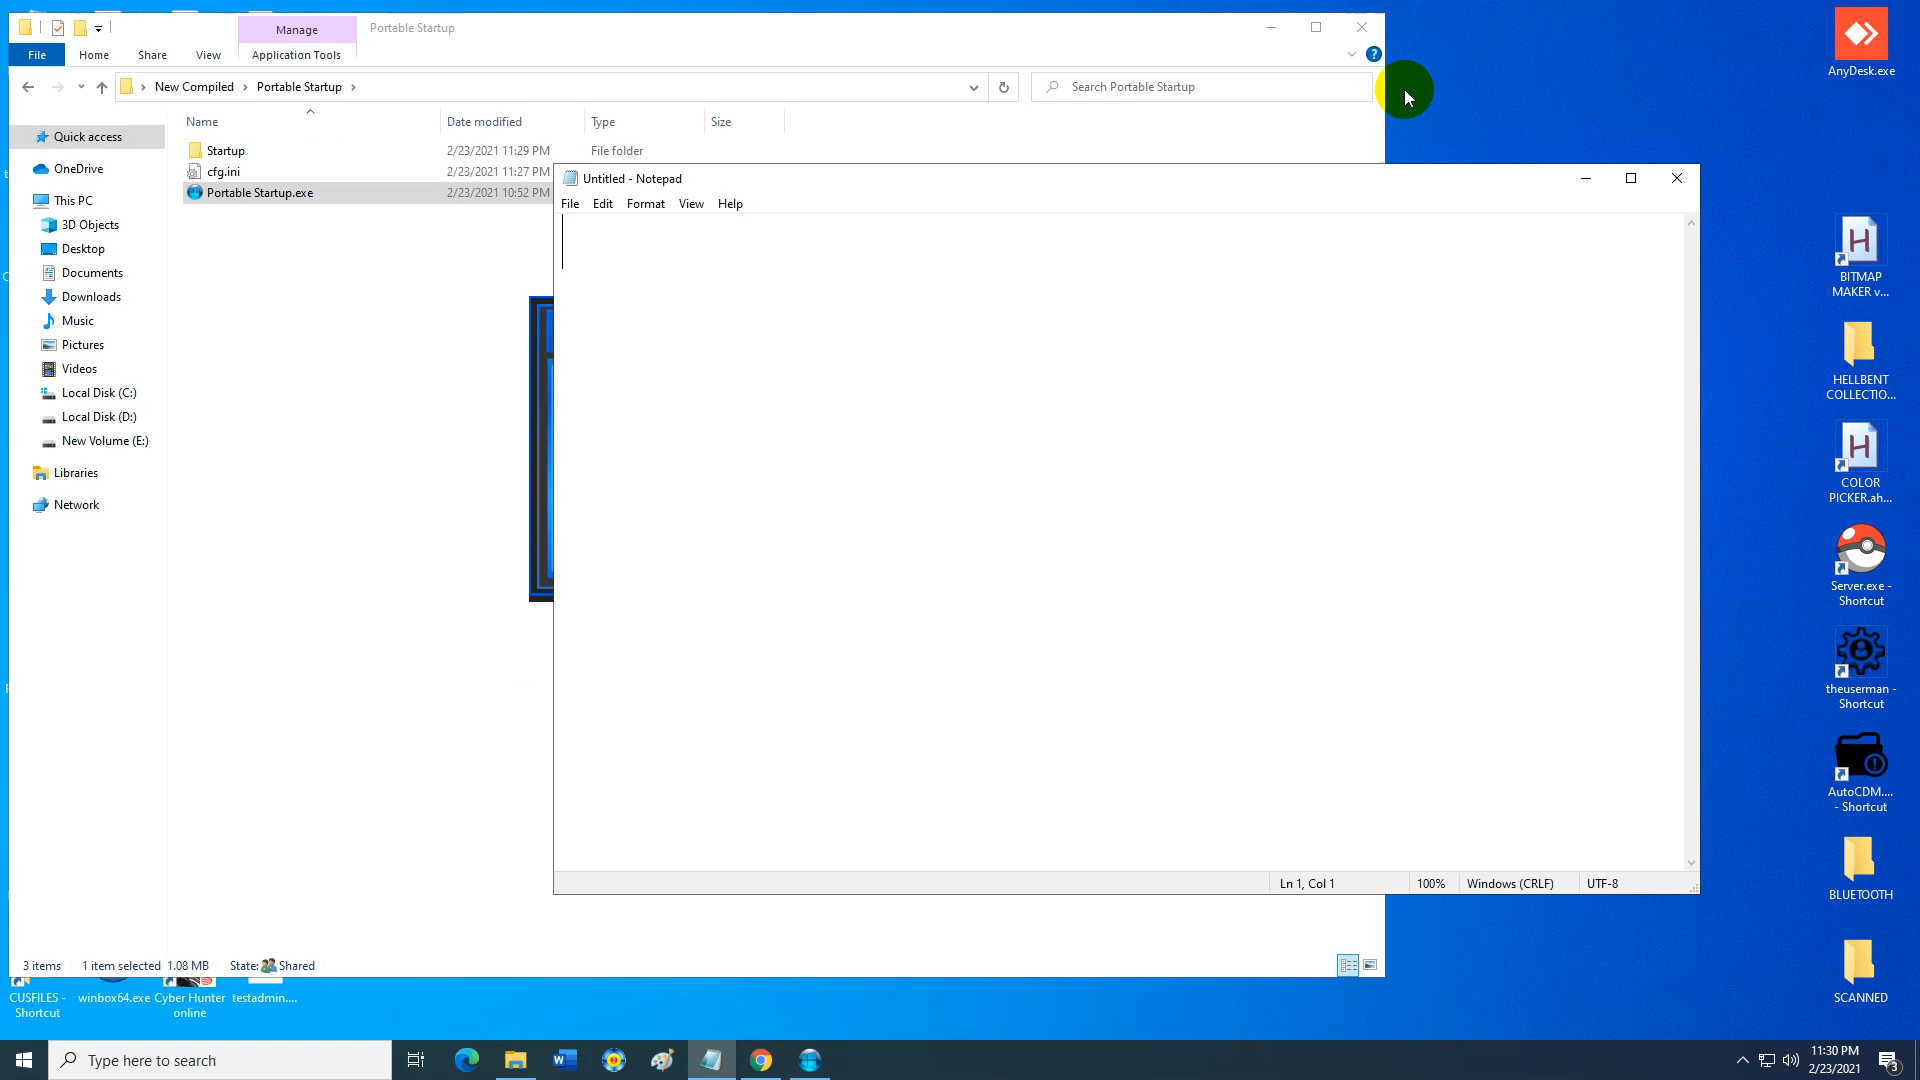 Manage
Portable Startup
File
Home
Share
View
Application Tools
New Compiled
Portable Startup
Search Portable Startup
Name
Date modified
Type
Size
Startup
2/23/2021 11:29 PM
File folder
cfg.ini
2/23/2021 11:27 PM
Portable Startup.exe
2/23/2021 10:52 PM
Quick access
OneDrive
This PC
3D Objects
Desktop
Documents
Downloads
Music
Pictures
Videos
Local Disk (C:)
Local Disk (D:)
New Volume (E:)
Libraries
Network
3 items
1 item selected 1.08 MB
State: Shared
Untitled - Notepad
File
Edit
Format
View
Help
Ln 1, Col 1
100%
Windows (CRLF)
UTF-8
AnyDesk.exe
BITMAP
MAKER v...
HELLBENT
COLLECTIO...
COLOR
PICKER.ah...
Server.exe -
Shortcut
theuserman -
Shortcut
AutoCDM....
- Shortcut
BLUETOOTH
SCANNED
CUSFILES -
Shortcut
winbox64.exe
Cyber Hunter
online
testadmin....
Type here to search
11:30 PM
2/23/2021
3